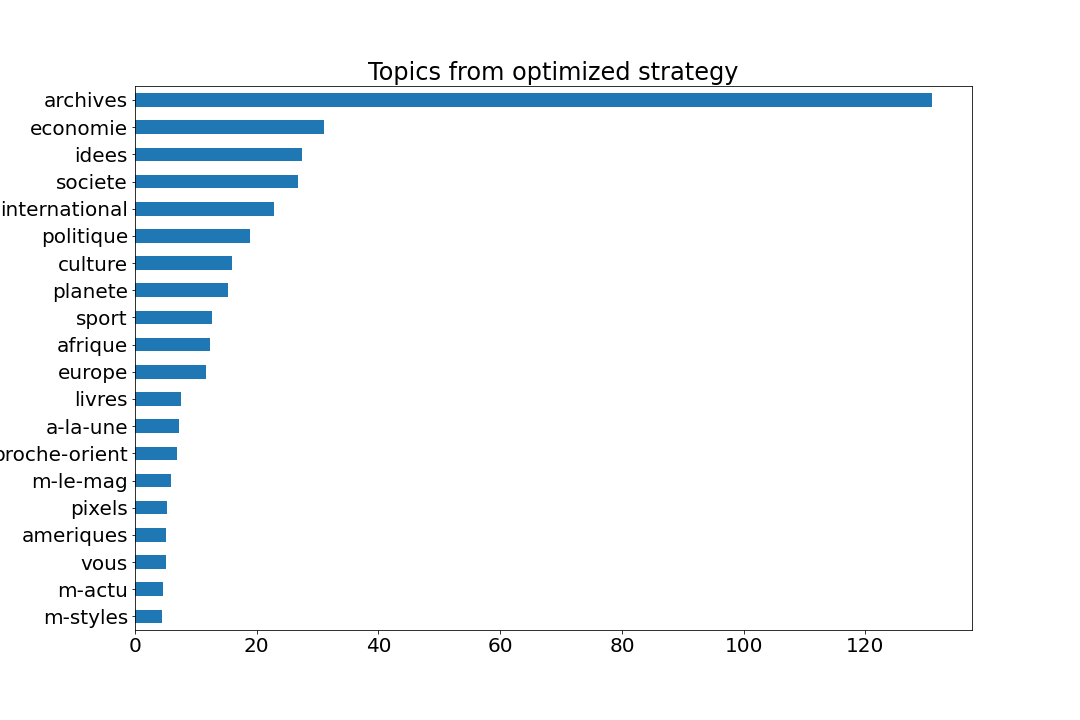 Topics from optimized strategy
archives
economie
idees
societe
international
politique
culture
planete
sport
afrique
europe
livres
a-la-une
proche-orient
m-le-mag
pixels
ameriques
vous
m-actu
m-styles
0 20 40 60 80 100 120